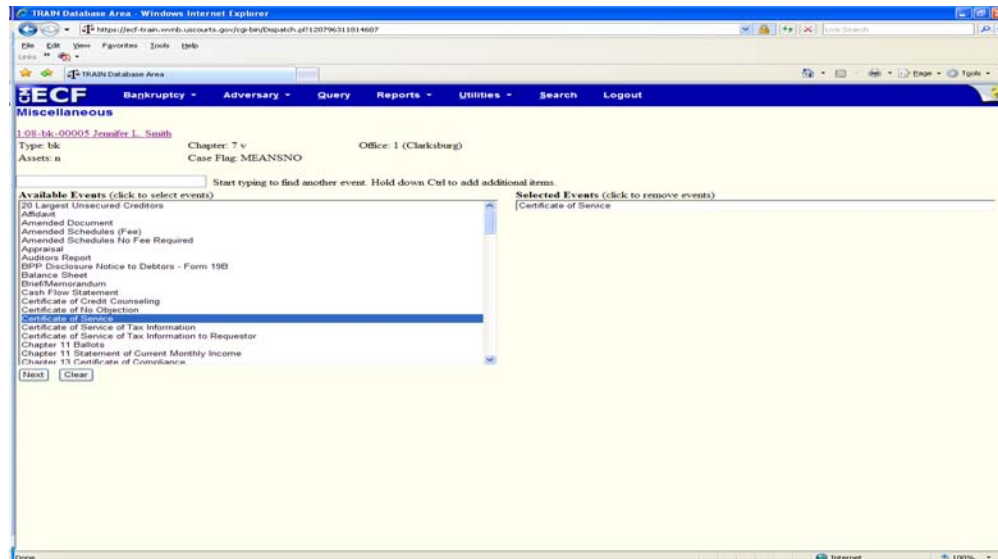 TRAIN Database Area - Windows Internet Explorer
https://ecf-train.wvnb.uscourts.gov/cgi-bin/Dispatch.pl?120796311014607
Live Search
File Edit View Favorites Tools Help
Links
TRAIN Database Area
Page Tools
ECF Bankruptcy Adversary Query Reports Utilities Search Logout
Miscellaneous
1:08-bk-00005 Jennifer L. Smith
Type: bk Chapter: 7 v Office: 1 (Clarksburg)
Assets: n Case Flag: MEANSNO
Start typing to find another event. Hold down Ctrl to add additional items.
Available Events (click to select events) Selected Events (click to remove events)
20 Largest Unsecured Creditors Certificate of Service
Affidavit
Amended Document
Amended Schedules (Fee)
Amended Schedules No Fee Required
Appraisal
Auditors Report
BPP Disclosure Notice to Debtors - Form 19B
Balance Sheet
Brief/Memorandum
Cash Flow Statement
Certificate of Credit Counseling
Certificate of No Objection
Certificate of Service
Certificate of Service of Tax Information
Certificate of Service of Tax Information to Requestor
Chapter 11 Ballots
Chapter 11 Statement of Current Monthly Income
Chapter 13 Certificate of Compliance
Next Clear
Done Internet 100%